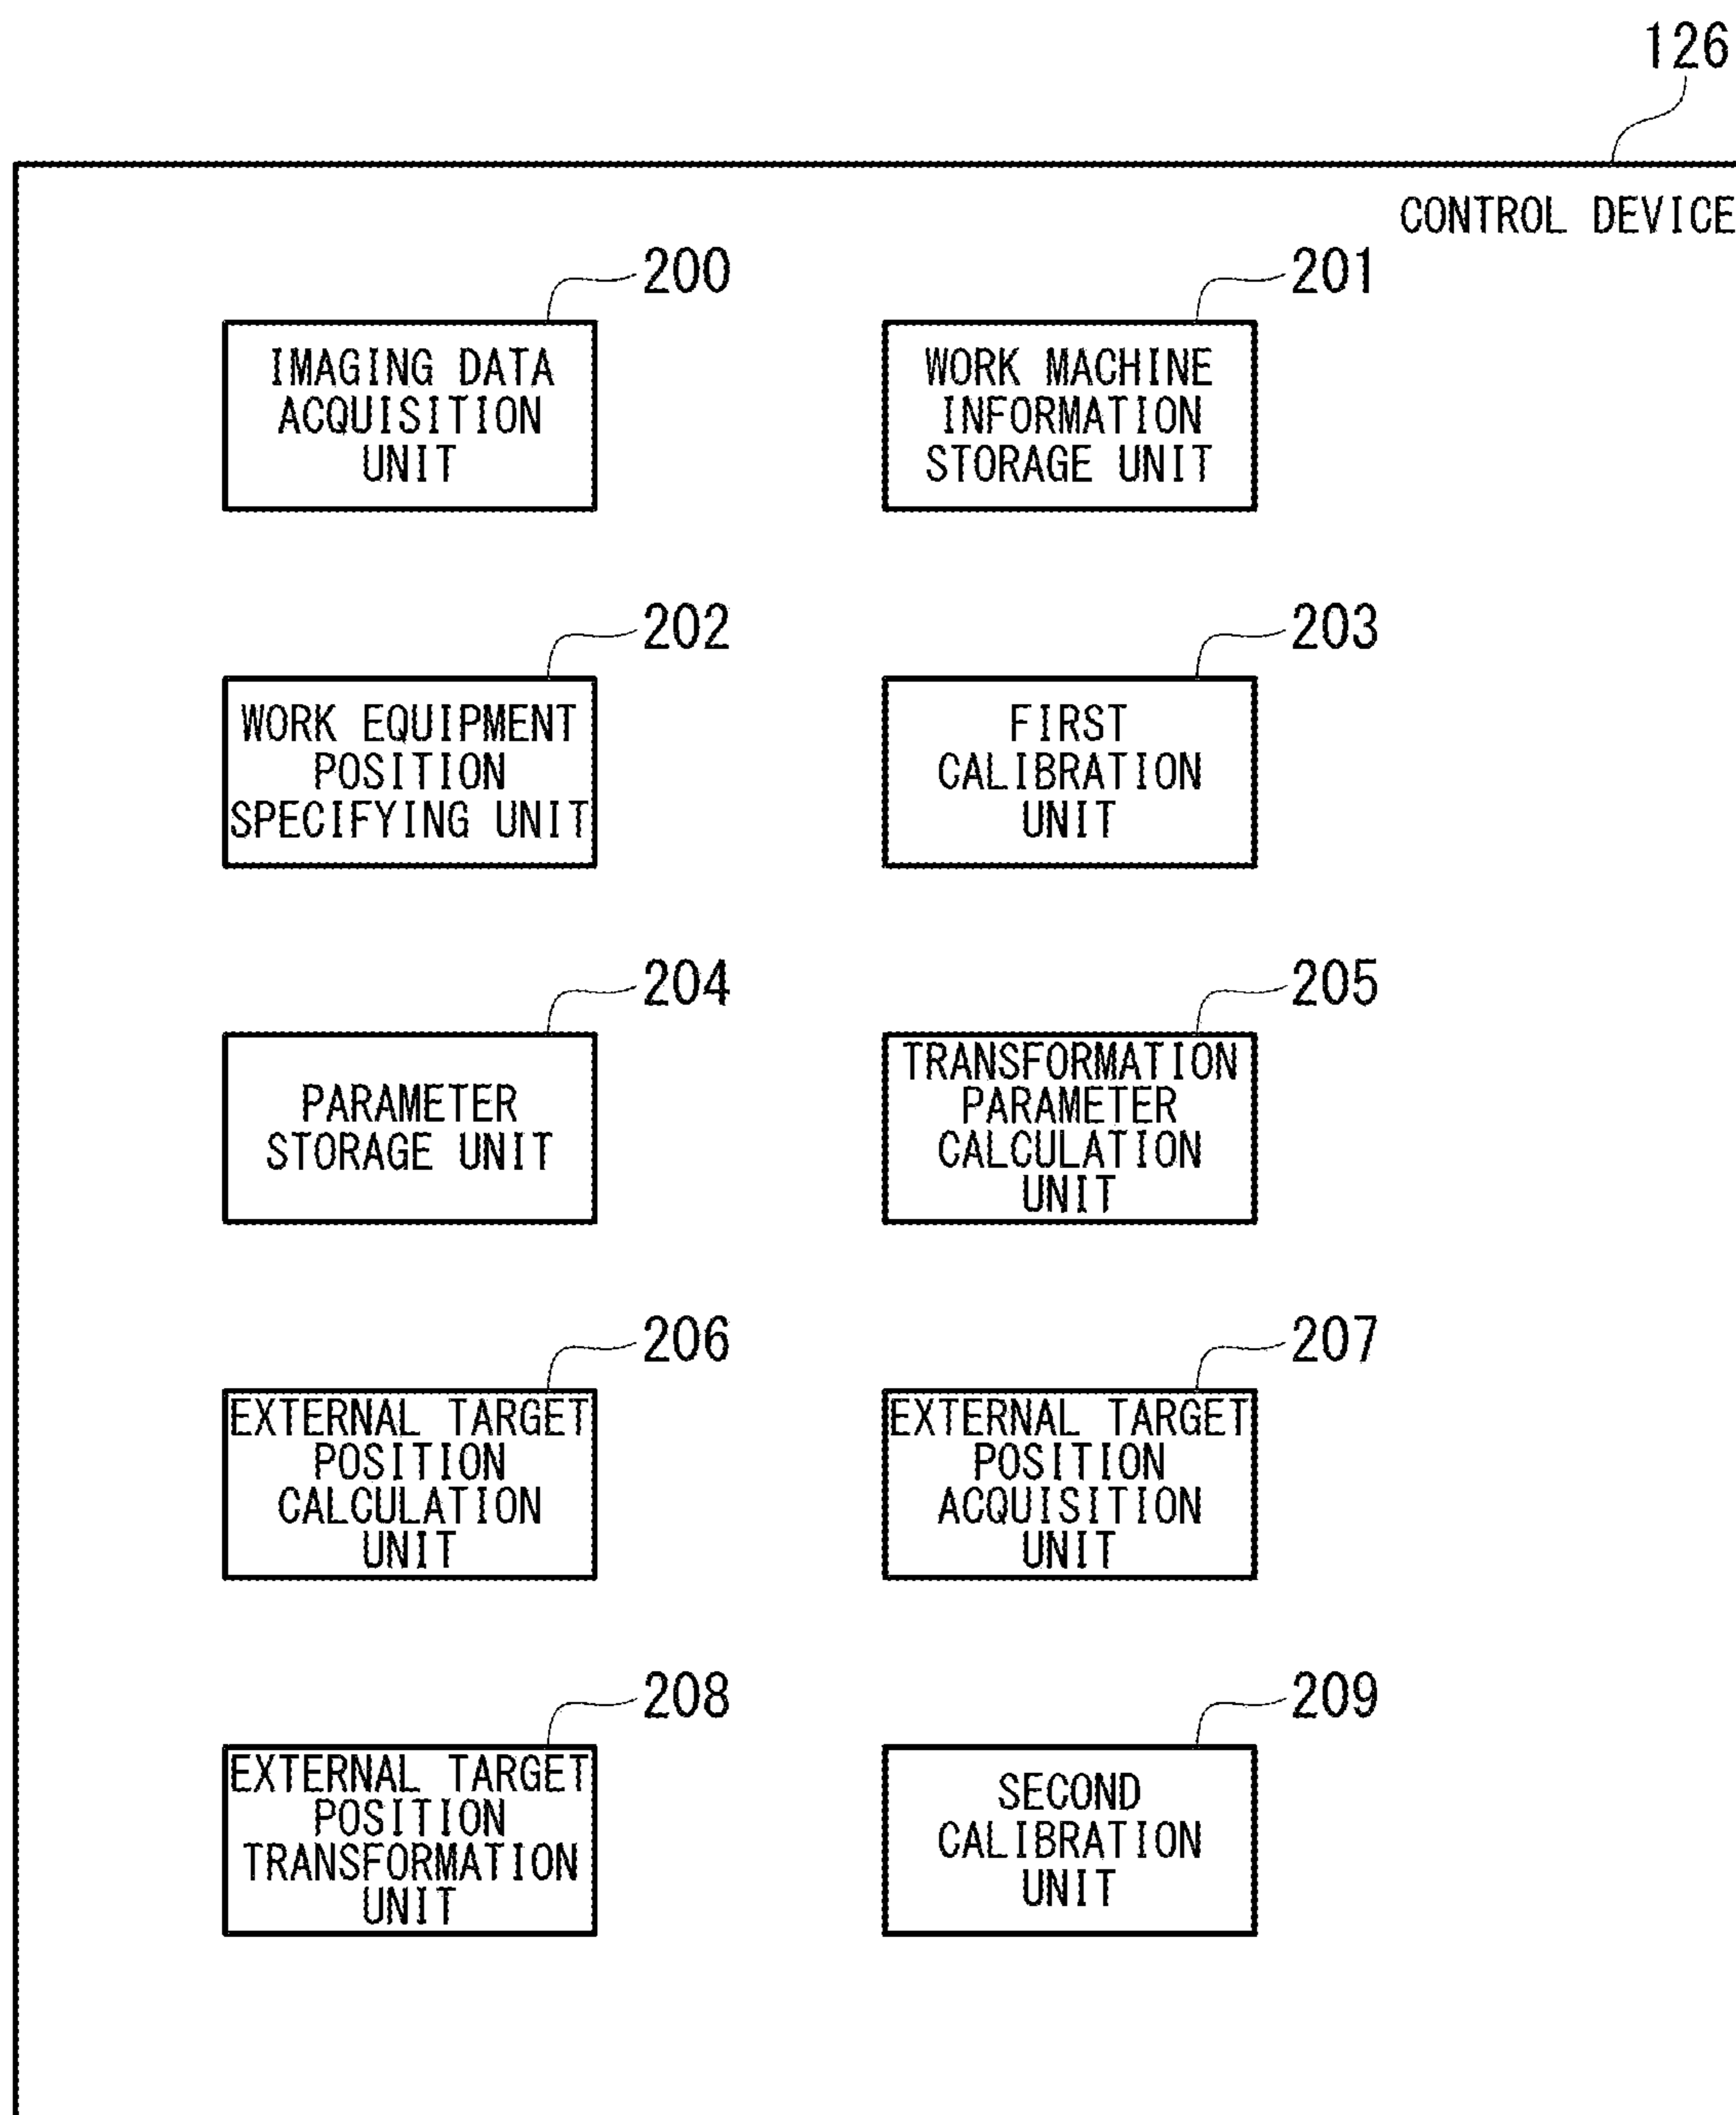 126
CONTROL DEVICE
200
IMAGING DATA
ACQUISITION
UNIT
201
WORK MACHINE
INFORMATION
STORAGE UNIT
202
WORK EQUIPMENT
POSITION
SPECIFYING UNIT
203
FIRST
CALIBRATION
UNIT
204
PARAMETER
STORAGE UNIT
205
TRANSFORMATION
PARAMETER
CALCULATION
UNIT
206
EXTERNAL TARGET
POSITION
CALCULATION
UNIT
207
EXTERNAL TARGET
POSITION
ACQUISITION
UNIT
208
EXTERNAL TARGET
POSITION
TRANSFORMATION
UNIT
209
SECOND
CALIBRATION
UNIT